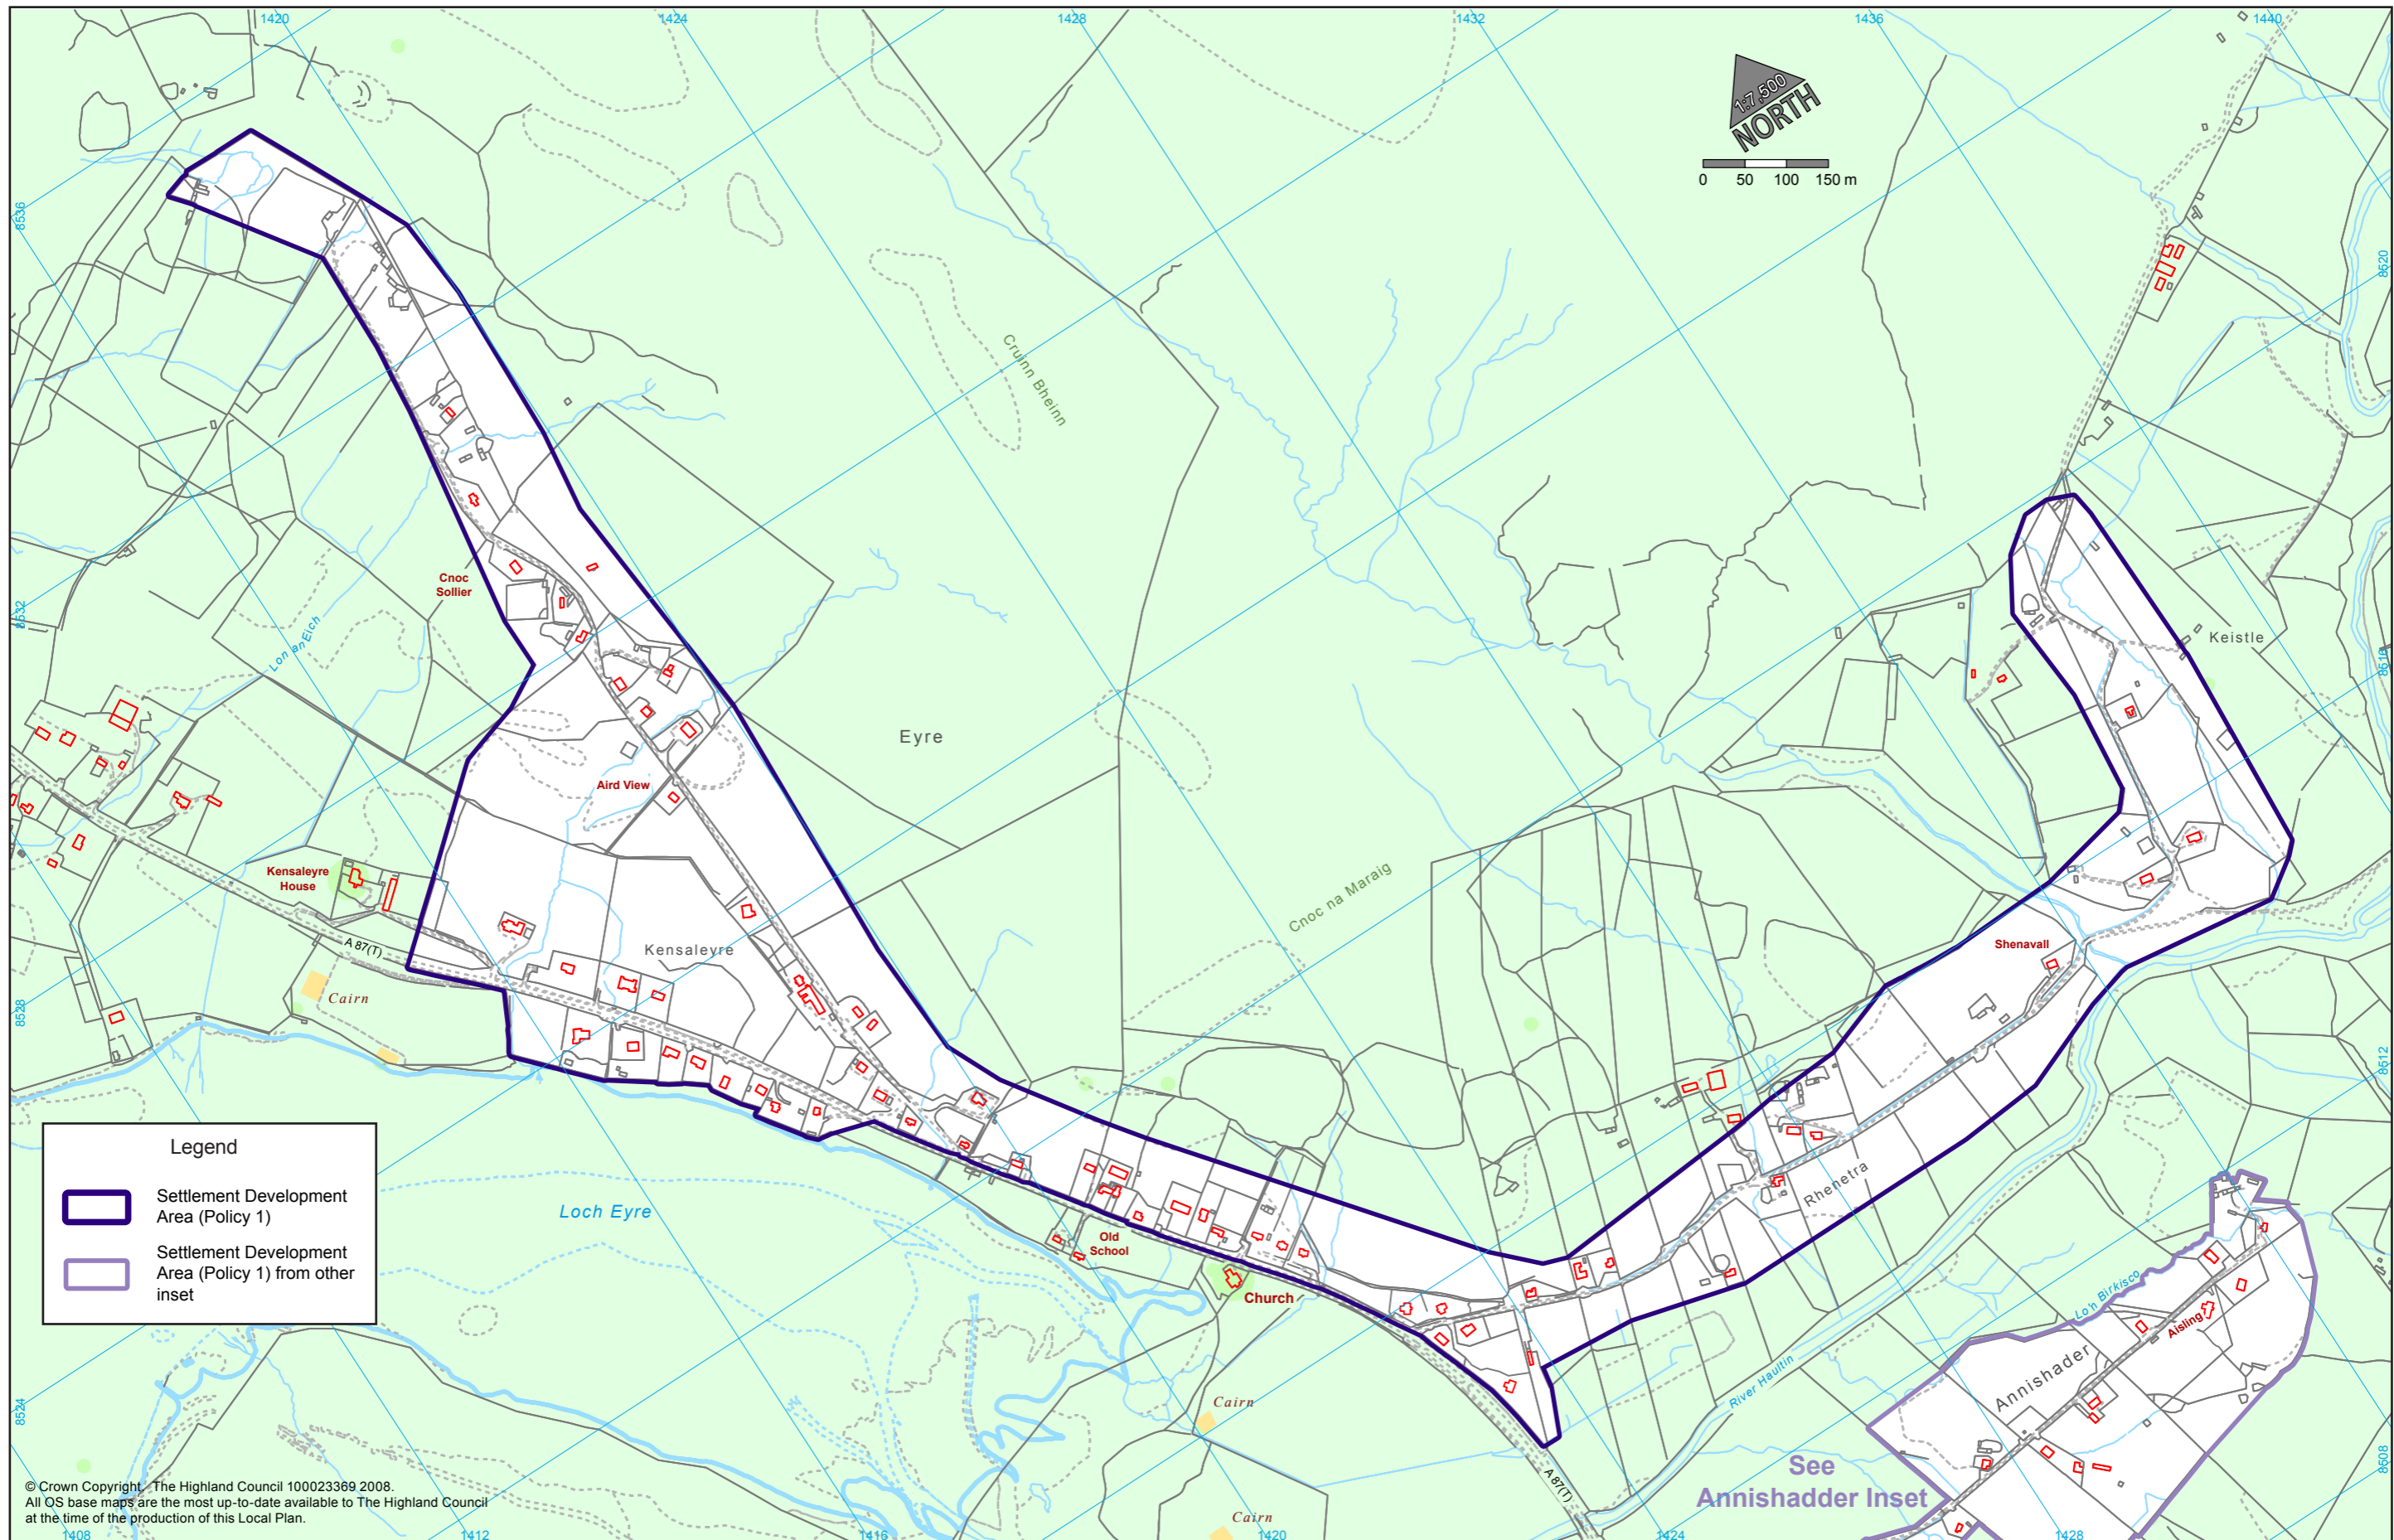 1420
1424
1428
1432
1436
1440
1:7,500
NORTH
0 50 100 150 m
8536
8520
Cruinn Bheinn
Cnoc
Sollier
8532
Lon an Eich
Keistle
8516
Eyre
Aird View
Kensaleyre
House
Cnoc na Maraig
A 87(T)
Kensaleyre
Shenavall
Cairn
8528
8512
Legend
Settlement Development
Area (Policy 1)
Settlement Development
Area (Policy 1) from other
inset
Loch Eyre
Rhenetra
Old
School
Church
Lo'n Birkisco
Aisling
Annishader
River Haultin
Cairn
8524
8508
See
Annishadder Inset
A 87(T)
Cairn
© Crown Copyright. The Highland Council 100023369 2008.
All OS base maps are the most up-to-date available to The Highland Council
at the time of the production of this Local Plan.
1408
1412
1416
1420
1424
1428